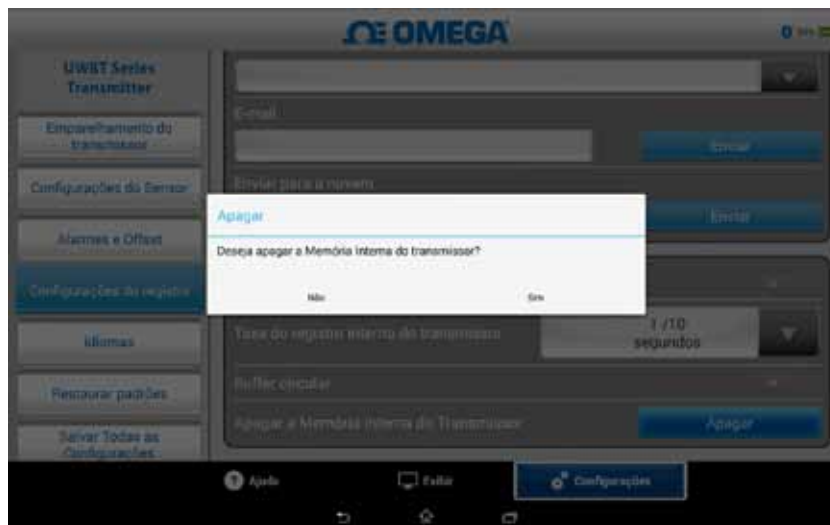 OMEGA
UWBT Series
Transmitter
Emparelhamento do
transmissor
Configurações do Sensor
Alarmes e Offset
Configurações do registro
Idiomas
Restaurar padrões
Salvar Todas as
Configurações
E-mail
Enviar
Enviar para a nuvem
Enviar
Apagar
Deseja apagar a Memória Interna do transmissor?
Não
Sim
Taxa do registro interno do transmissor
1 /10
segundos
Buffer circular
Apagar a Memória Interna do Transmissor
Apagar
Ajuda
Exibir
Configurações